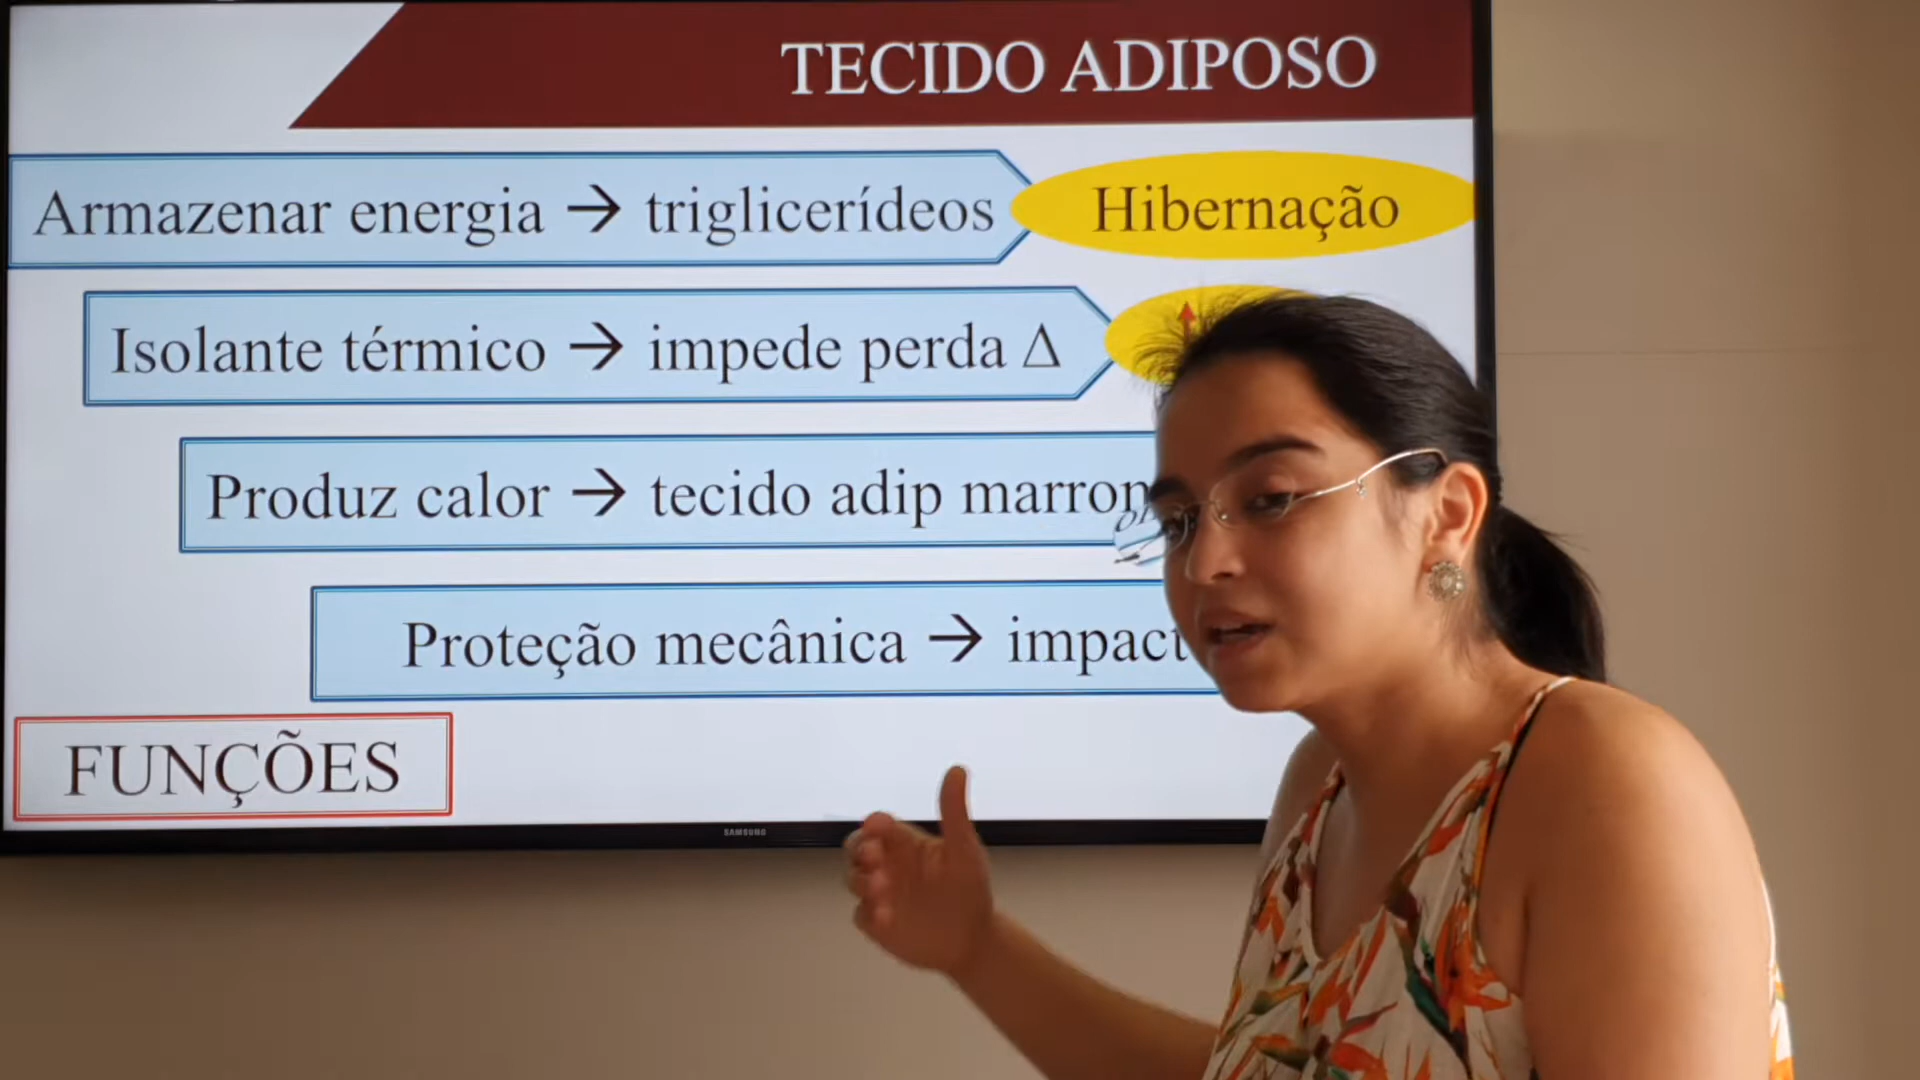 TECIDO ADIPOSO
Armazenar energia → triglicerídeos
Hibernação
Isolante térmico → impede perda Δ
Produz calor → tecido adip
Proteção mecânica →
FUNÇÕES
SAMSUNG